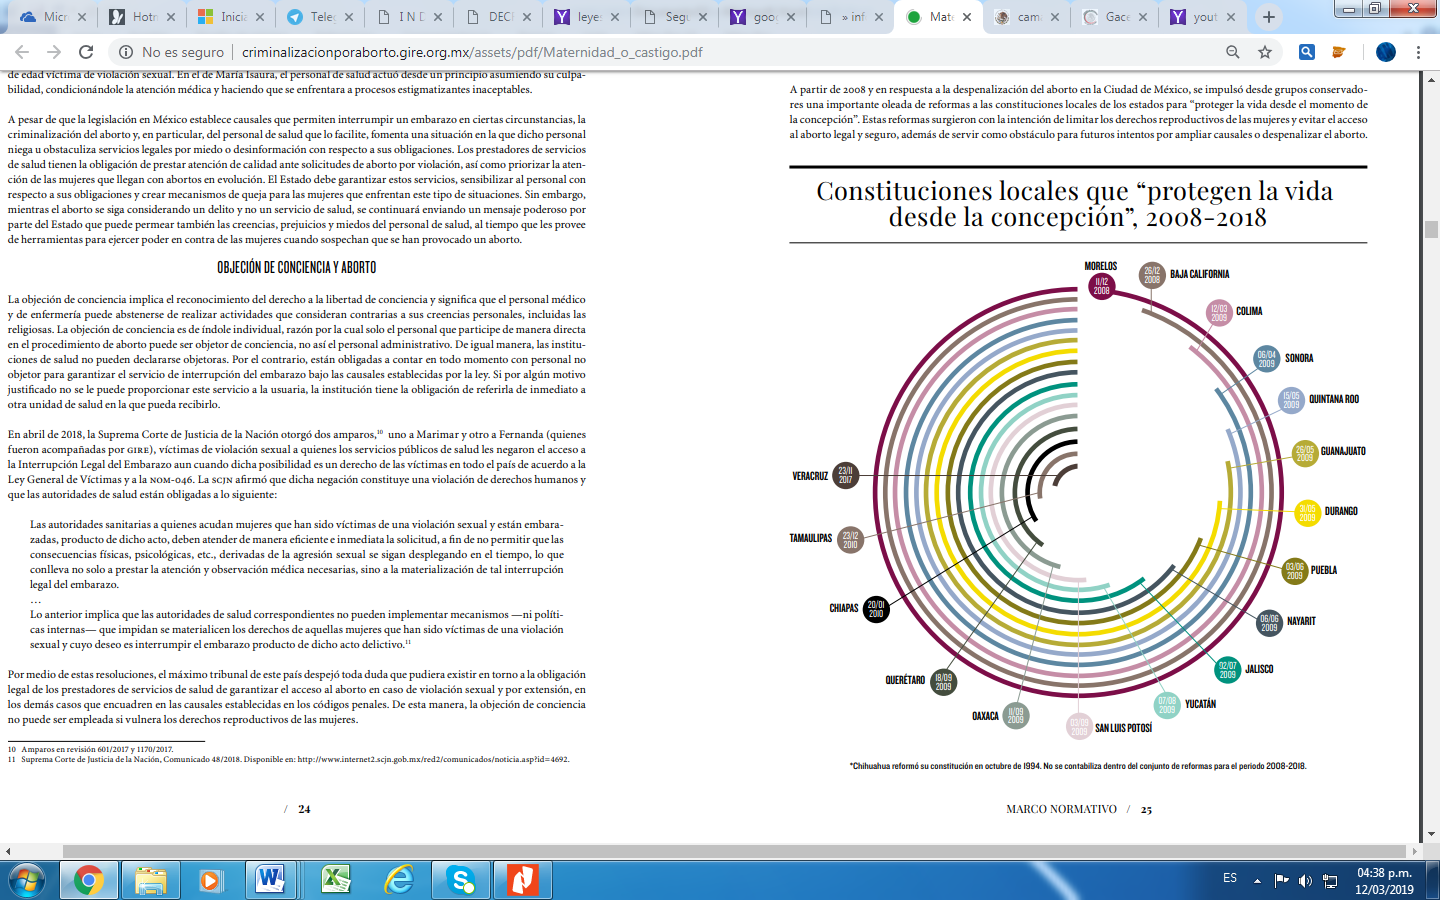 Micro
Hotm
Inicia
Teleg
I N D
DECI
leye
Segu
goog
» inf
Mate
cam
Gace
yout
No es seguro
criminalizacionporaborto.gire.org.mx/assets/pdf/Maternidad_o_castigo.pdf
de edad víctima de violación sexual. En el de María Isaura, el personal de salud actuó desde un principio asumiendo su culpa-
bilidad, condicionándole la atención médica y haciendo que se enfrentara a procesos estigmatizantes inaceptables.
A pesar de que la legislación en México establece causales que permiten interrumpir un embarazo en ciertas circunstancias, la
criminalización del aborto y, en particular, del personal de salud que lo facilite, fomenta una situación en la que dicho personal
niega u obstaculiza servicios legales por miedo o desinformación con respecto a sus obligaciones. Los prestadores de servicios
de salud tienen la obligación de prestar atención de calidad ante solicitudes de aborto por violación, así como priorizar la aten-
ción de las mujeres que llegan con abortos en evolución. El Estado debe garantizar estos servicios, sensibilizar al personal con
respecto a sus obligaciones y crear mecanismos de queja para las mujeres que enfrentan este tipo de situaciones. Sin embargo,
mientras el aborto se siga considerando un delito y no un servicio de salud, se continuará enviando un mensaje poderoso por
parte del Estado que puede permear también las creencias, prejuicios y miedos del personal de salud, al tiempo que les provee
de herramientas para ejercer poder en contra de las mujeres cuando sospechan que se han provocado un aborto.
OBJECIÓN DE CONCIENCIA Y ABORTO
La objeción de conciencia implica el reconocimiento del derecho a la libertad de conciencia y significa que el personal médico
y de enfermería puede abstenerse de realizar actividades que consideran contrarias a sus creencias personales, incluidas las
religiosas. La objeción de conciencia es de índole individual, razón por la cual solo el personal que participe de manera directa
en el procedimiento de aborto puede ser objetor de conciencia, no así el personal administrativo. De igual manera, las institu-
ciones de salud no pueden declararse objetoras. Por el contrario, están obligadas a contar en todo momento con personal no
objetor para garantizar el servicio de interrupción del embarazo bajo las causales establecidas por la ley. Si por algún motivo
justificado no se le puede proporcionar este servicio a la usuaria, la institución tiene la obligación de referirla de inmediato a
otra unidad de salud en la que pueda recibirlo.
En abril de 2018, la Suprema Corte de Justicia de la Nación otorgó dos amparos,10 uno a Marimar y otro a Fernanda (quienes
fueron acompañadas por GIRE), víctimas de violación sexual a quienes los servicios públicos de salud les negaron el acceso a
la Interrupción Legal del Embarazo aun cuando dicha posibilidad es un derecho de las víctimas en todo el país de acuerdo a la
Ley General de Víctimas y a la NOM-046. La SCJN afirmó que dicha negación constituye una violación de derechos humanos y
que las autoridades de salud están obligadas a lo siguiente:
Las autoridades sanitarias a quienes acudan mujeres que han sido víctimas de una violación sexual y están embara-
zadas, producto de dicho acto, deben atender de manera eficiente e inmediata la solicitud, a fin de no permitir que las
consecuencias físicas, psicológicas, etc., derivadas de la agresión sexual se sigan desplegando en el tiempo, lo que
conlleva no solo a prestar la atención y observación médica necesarias, sino a la materialización de tal interrupción
legal del embarazo.
…
Lo anterior implica que las autoridades de salud correspondientes no pueden implementar mecanismos —ni políti-
cas internas— que impidan se materialicen los derechos de aquellas mujeres que han sido víctimas de una violación
sexual y cuyo deseo es interrumpir el embarazo producto de dicho acto delictivo.11
Por medio de estas resoluciones, el máximo tribunal de este país despejó toda duda que pudiera existir en torno a la obligación
legal de los prestadores de servicios de salud de garantizar el acceso al aborto en caso de violación sexual y por extensión, en
los demás casos que encuadren en las causales establecidas en los códigos penales. De esta manera, la objeción de conciencia
no puede ser empleada si vulnera los derechos reproductivos de las mujeres.
10 Amparos en revisión 601/2017 y 1170/2017.
11 Suprema Corte de Justicia de la Nación, Comunicado 48/2018. Disponible en: http://www.internet2.scjn.gob.mx/red2/comunicados/noticia.asp?id=4692.
/ 24
A partir de 2008 y en respuesta a la despenalización del aborto en la Ciudad de México, se impulsó desde grupos conservado-
res una importante oleada de reformas a las constituciones locales de los estados para “proteger la vida desde el momento de
la concepción”. Estas reformas surgieron con la intención de limitar los derechos reproductivos de las mujeres y evitar el acceso
al aborto legal y seguro, además de servir como obstáculo para futuros intentos por ampliar causales o despenalizar el aborto.
Constituciones locales que “protegen la vida
desde la concepción”, 2008-2018
MORELOS
11/12
2008
26/12
2008
BAJA CALIFORNIA
12/03
2009
COLIMA
06/04
2009
SONORA
15/05
2009
QUINTANA ROO
26/05
2009
GUANAJUATO
31/05
2009
DURANGO
03/06
2009
PUEBLA
06/06
2009
NAYARIT
02/07
2009
JALISCO
07/08
2009
YUCATÁN
03/09
2009
SAN LUIS POTOSÍ
OAXACA
11/09
2009
QUERÉTARO
18/09
2009
CHIAPAS
20/01
2010
TAMAULIPAS
23/12
2010
VERACRUZ
23/11
2017
*Chihuahua reformó su constitución en octubre de 1994. No se contabiliza dentro del conjunto de reformas para el periodo 2008-2018.
MARCO NORMATIVO / 25
ES
04:38 p.m.
12/03/2019